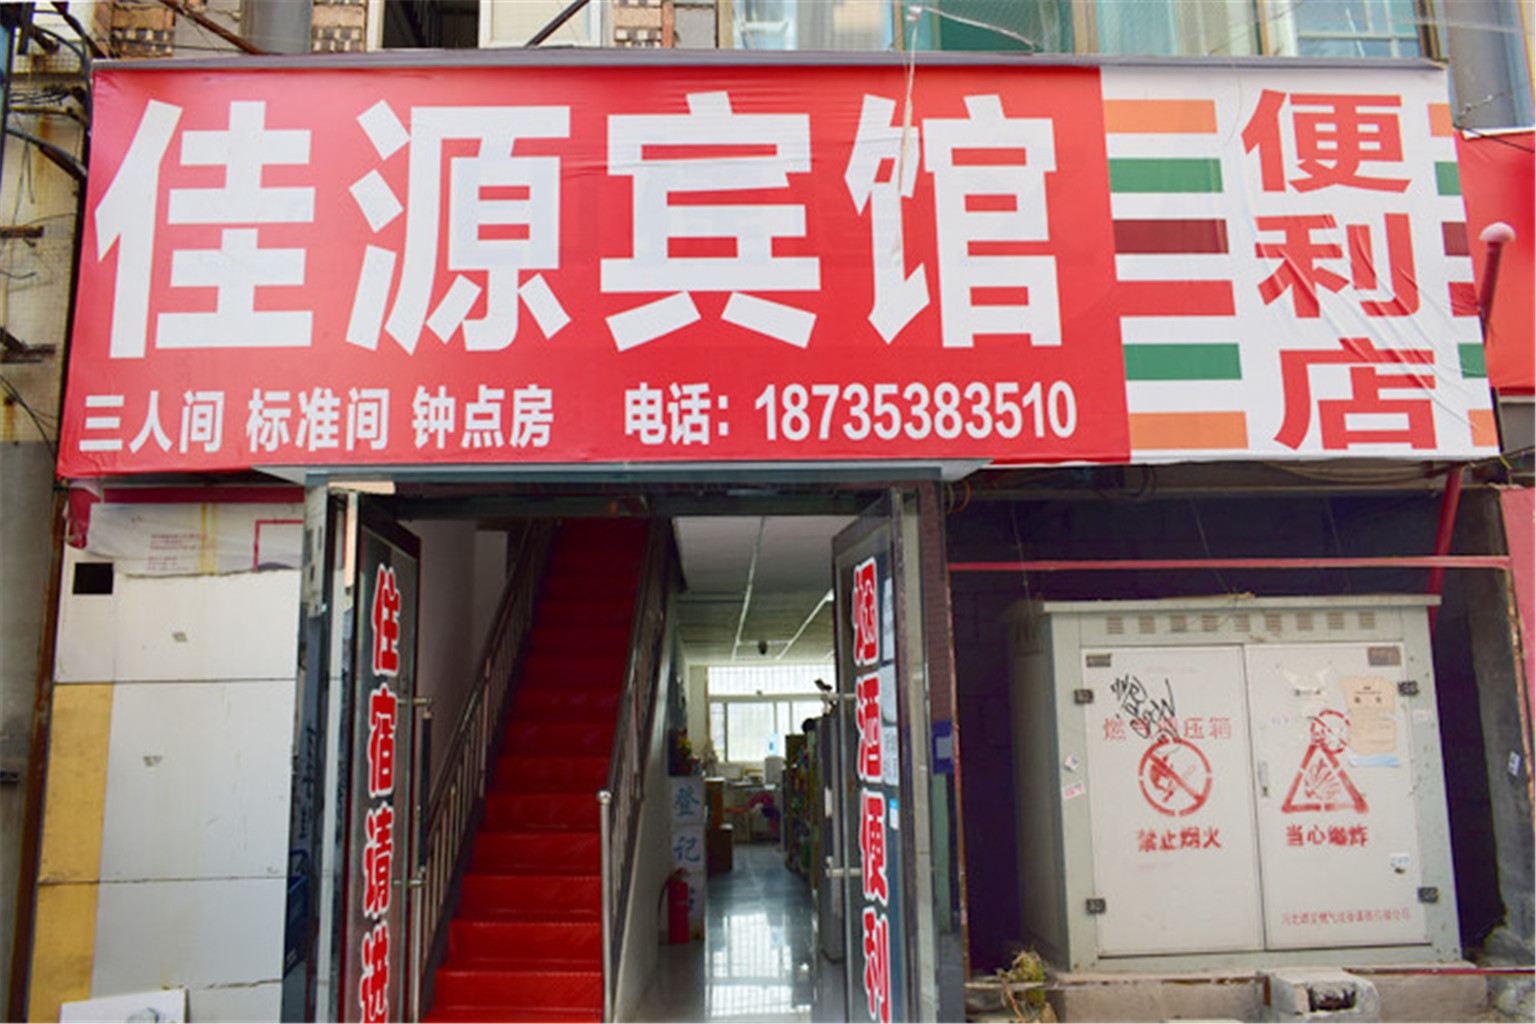 佳源宾馆
三人间 标准间 钟点房 电话：18735383510
便利店
住宿请进
烟酒便利
登记
禁止烟火
当心爆炸